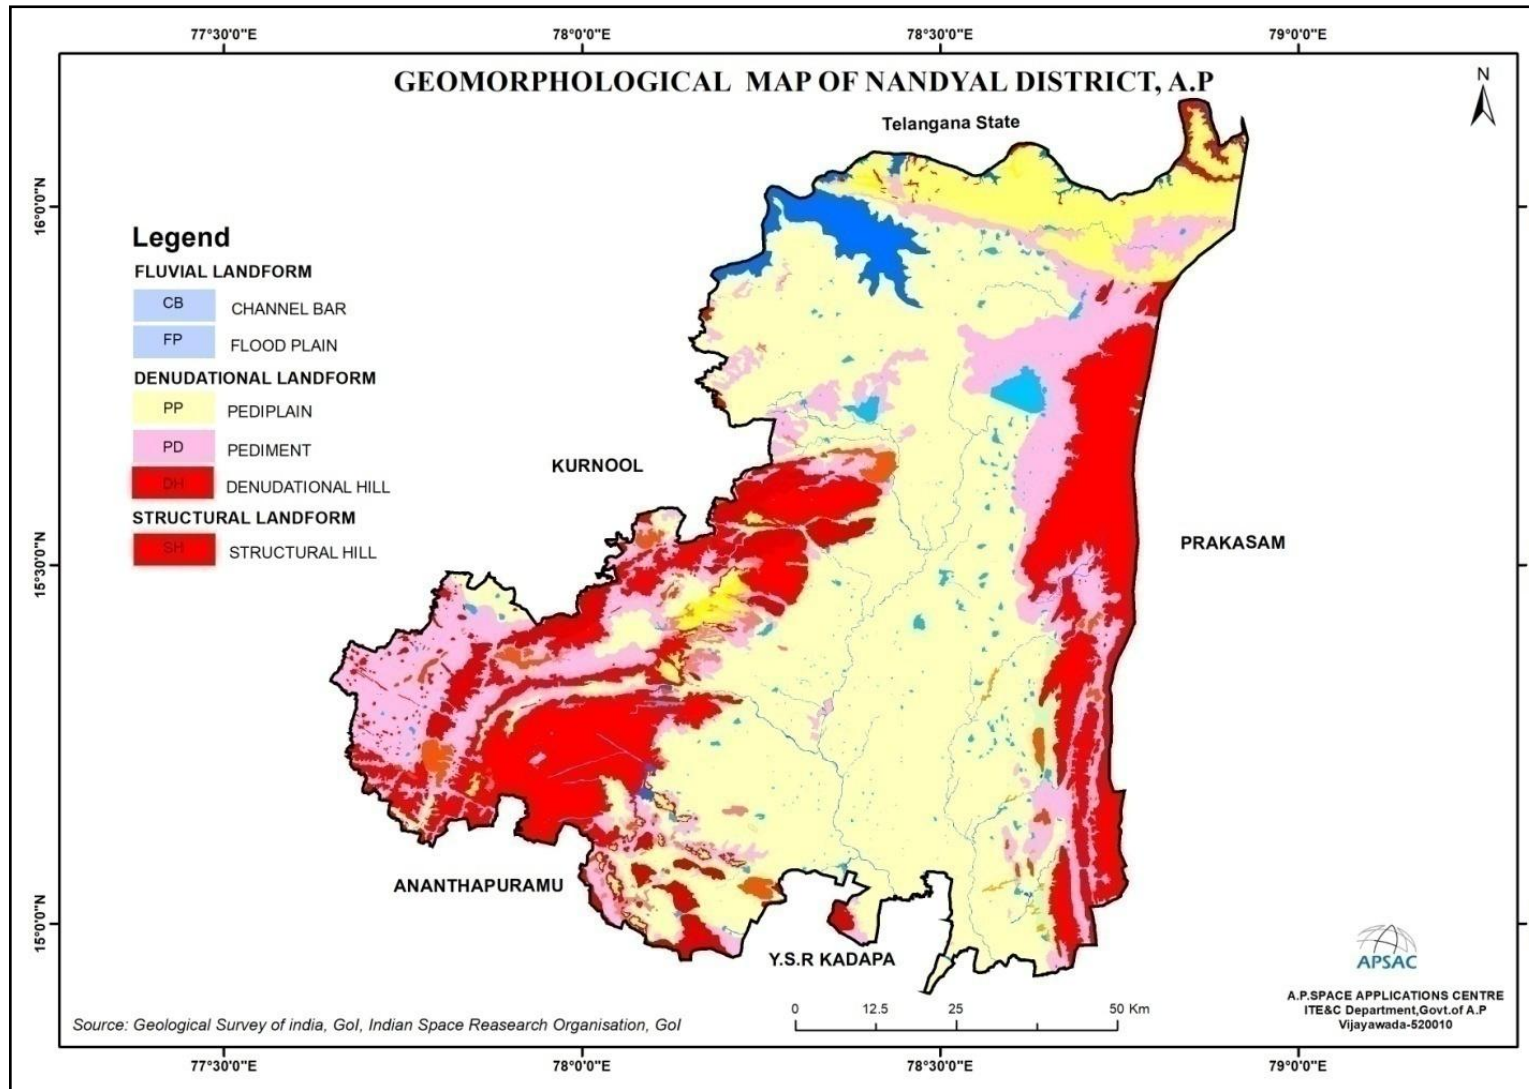 77°30'0"E 78°0'0"E 78°30'0"E 79°0'0"E
GEOMORPHOLOGICAL MAP OF NANDYAL DISTRICT, A.P
N
Telangana State
16°0'0"N
Legend
FLUVIAL LANDFORM
CB CHANNEL BAR
FP FLOOD PLAIN
DENUDATIONAL LANDFORM
PP PEDIPLAIN
PD PEDIMENT
DH DENUDATIONAL HILL
STRUCTURAL LANDFORM
SH STRUCTURAL HILL
KURNOOL
PRAKASAM
15°30'0"N
ANANTHAPURAMU
15°0'0"N
Y.S.R KADAPA
APSAC
A.P.SPACE APPLICATIONS CENTRE
ITE&C Department,Govt.of A.P
Vijayawada-520010
0 12.5 25 50 Km
Source: Geological Survey of india, GoI, Indian Space Reasearch Organisation, GoI
77°30'0"E 78°0'0"E 78°30'0"E 79°0'0"E